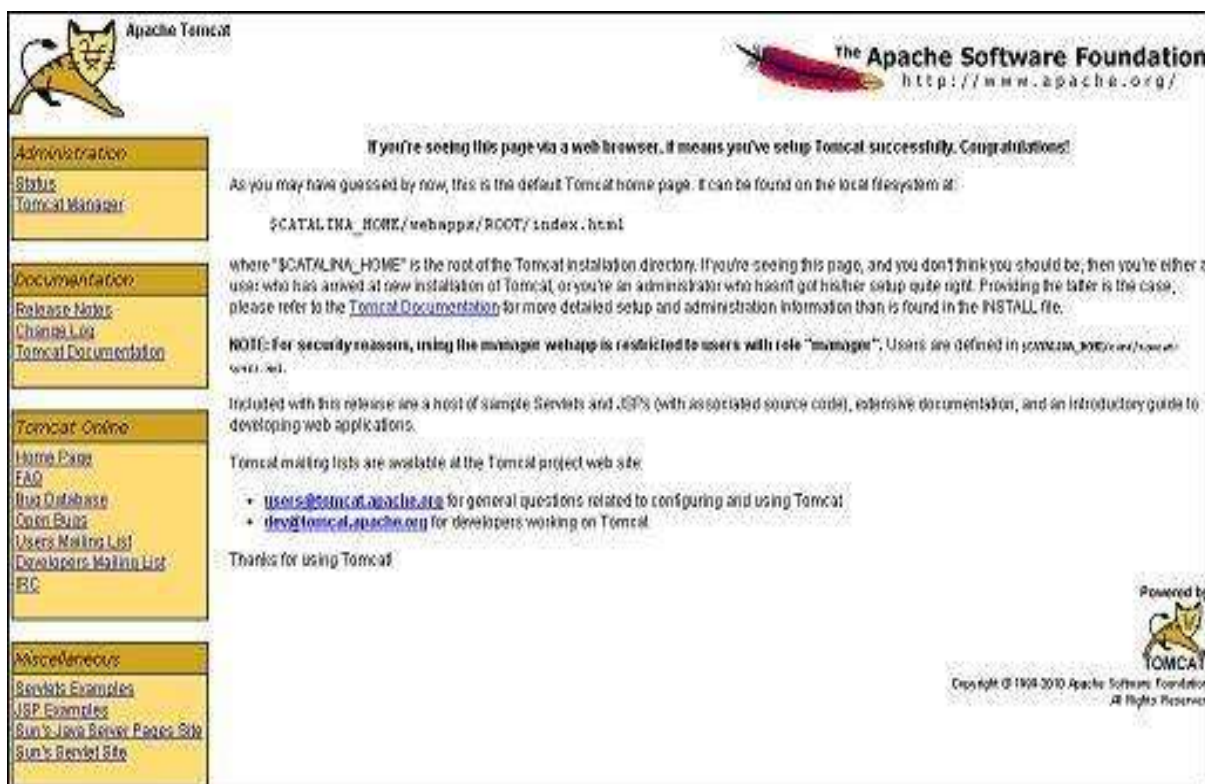 Apache Tomcat
The Apache Software Foundation
http://www.apache.org/
Administration
Status
Tomcat Manager
Documentation
Release Notes
Change Log
Tomcat Documentation
Tomcat Online
Home Page
FAQ
Bug Database
Open Bugs
Users Mailing List
Developers Mailing List
IRC
Miscellaneous
Servlets Examples
JSP Examples
Sun's Java Server Pages Site
Sun's Servlet Site
If you're seeing this page via a web browser, it means you've setup Tomcat successfully. Congratulations!
As you may have guessed by now, this is the default Tomcat home page. It can be found on the local filesystem at:
$CATALINA_HOME/webapps/ROOT/index.html
where "$CATALINA_HOME" is the root of the Tomcat installation directory. If you're seeing this page, and you don't think you should be, then you're either a
user who has arrived at new installation of Tomcat, or you're an administrator who hasn't got his/her setup quite right. Providing the latter is the case,
please refer to the Tomcat Documentation for more detailed setup and administration information than is found in the INSTALL file.
NOTE: For security reasons, using the manager webapp is restricted to users with role "manager". Users are defined in $CATALINA_HOME/conf/tomcat-
users.xml.
Included with this release are a host of sample Servlets and JSPs (with associated source code), extensive documentation, and an introductory guide to
developing web applications.
Tomcat mailing lists are available at the Tomcat project web site:
• users@tomcat.apache.org for general questions related to configuring and using Tomcat
• dev@tomcat.apache.org for developers working on Tomcat
Thanks for using Tomcat!
Powered by
TOMCAT
Copyright © 1999-2010 Apache Software Foundation
All Rights Reserved